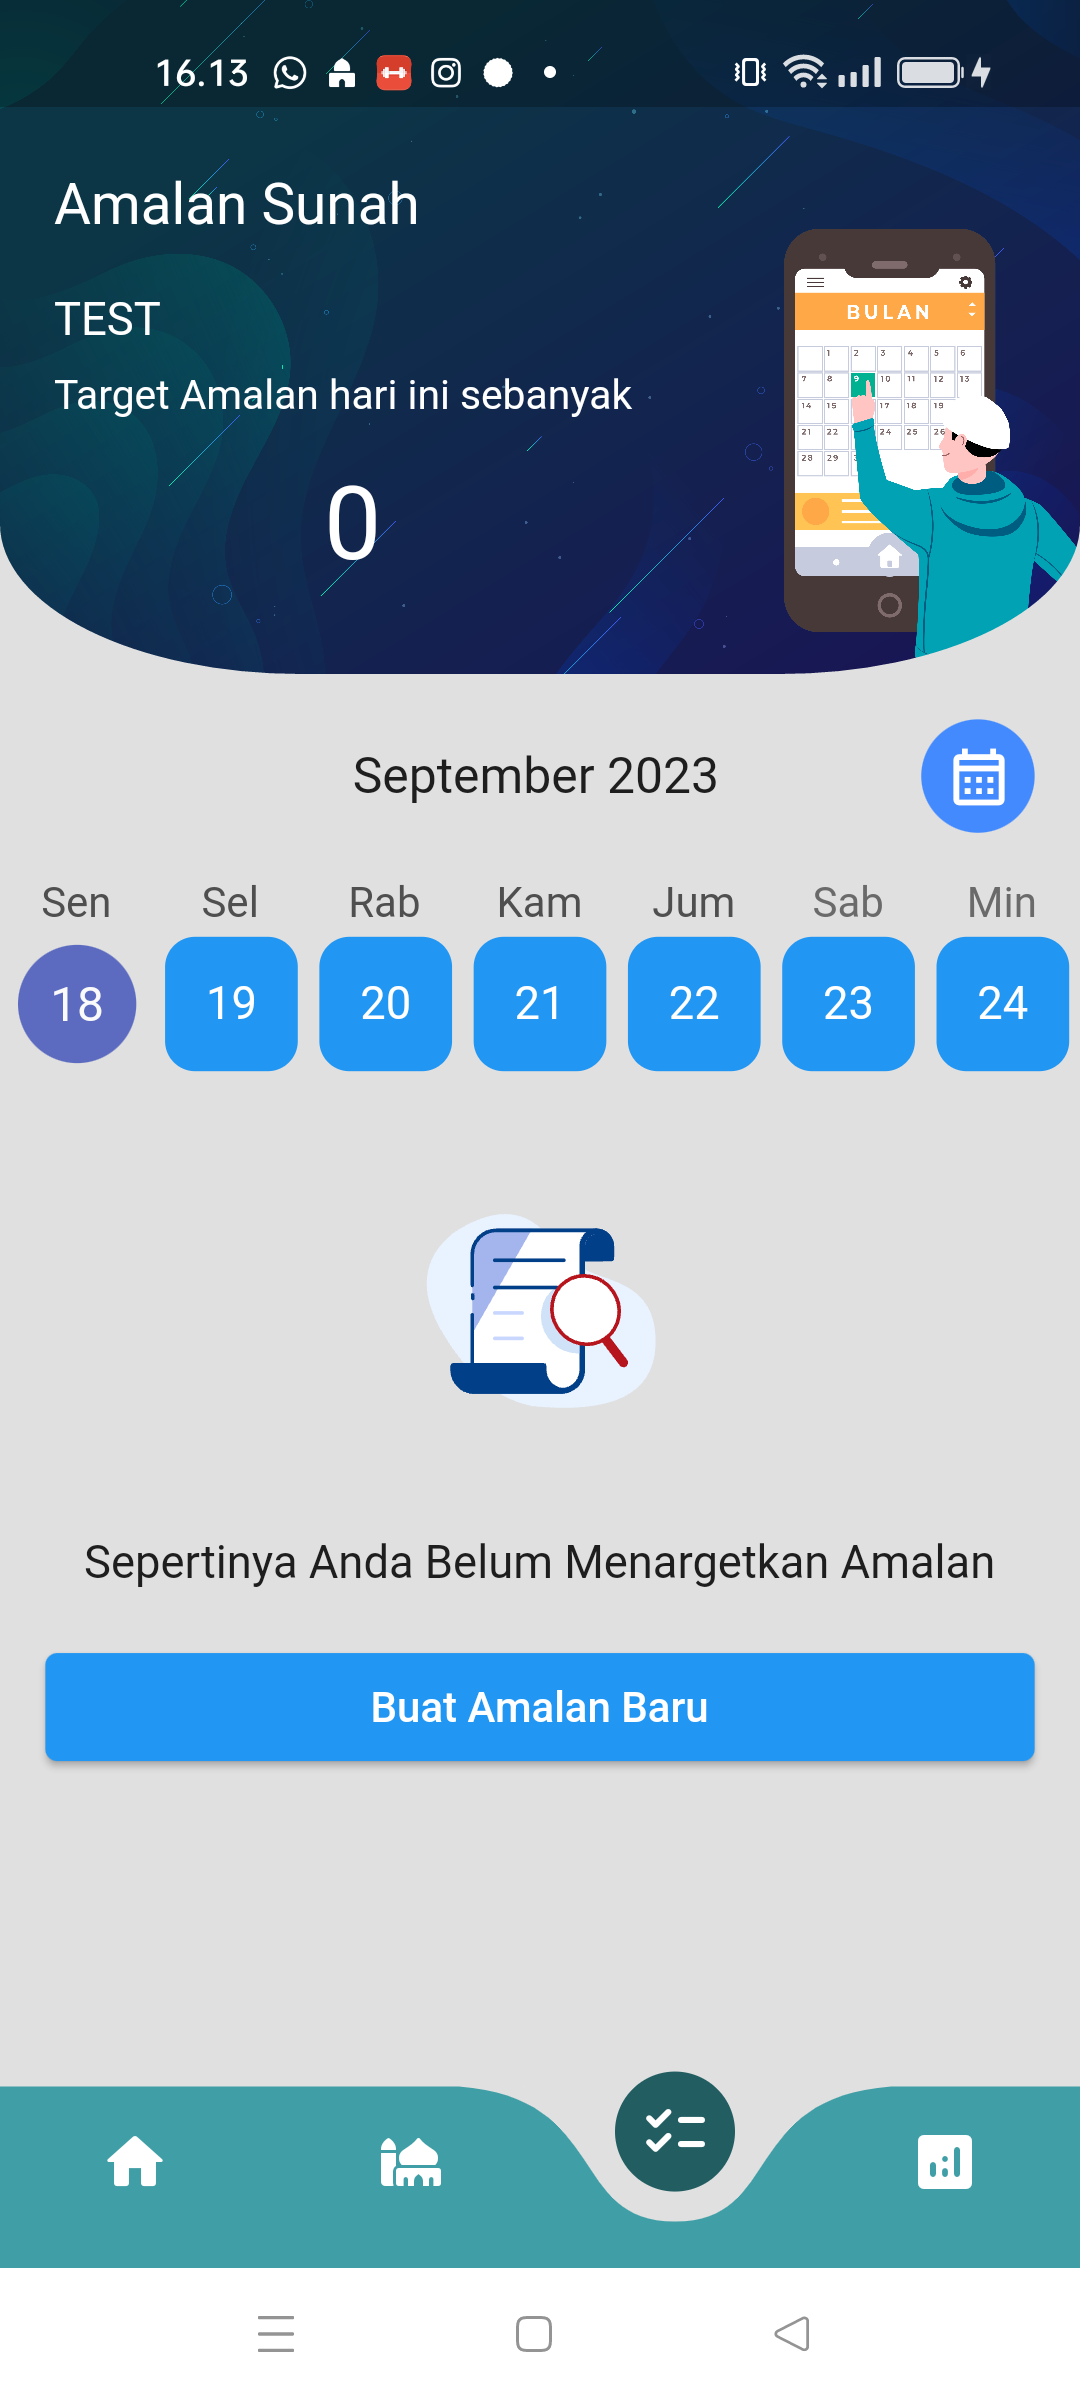 16.13
Amalan Sunah
TEST
Target Amalan hari ini sebanyak
0
BULAN
1 2 3 4 5 6
7 8 9 10 11 12 13
14 15 17 18 19
21 22 24 25 26
28 29
September 2023
Sen Sel Rab Kam Jum Sab Min
18 19 20 21 22 23 24
Sepertinya Anda Belum Menargetkan Amalan
Buat Amalan Baru